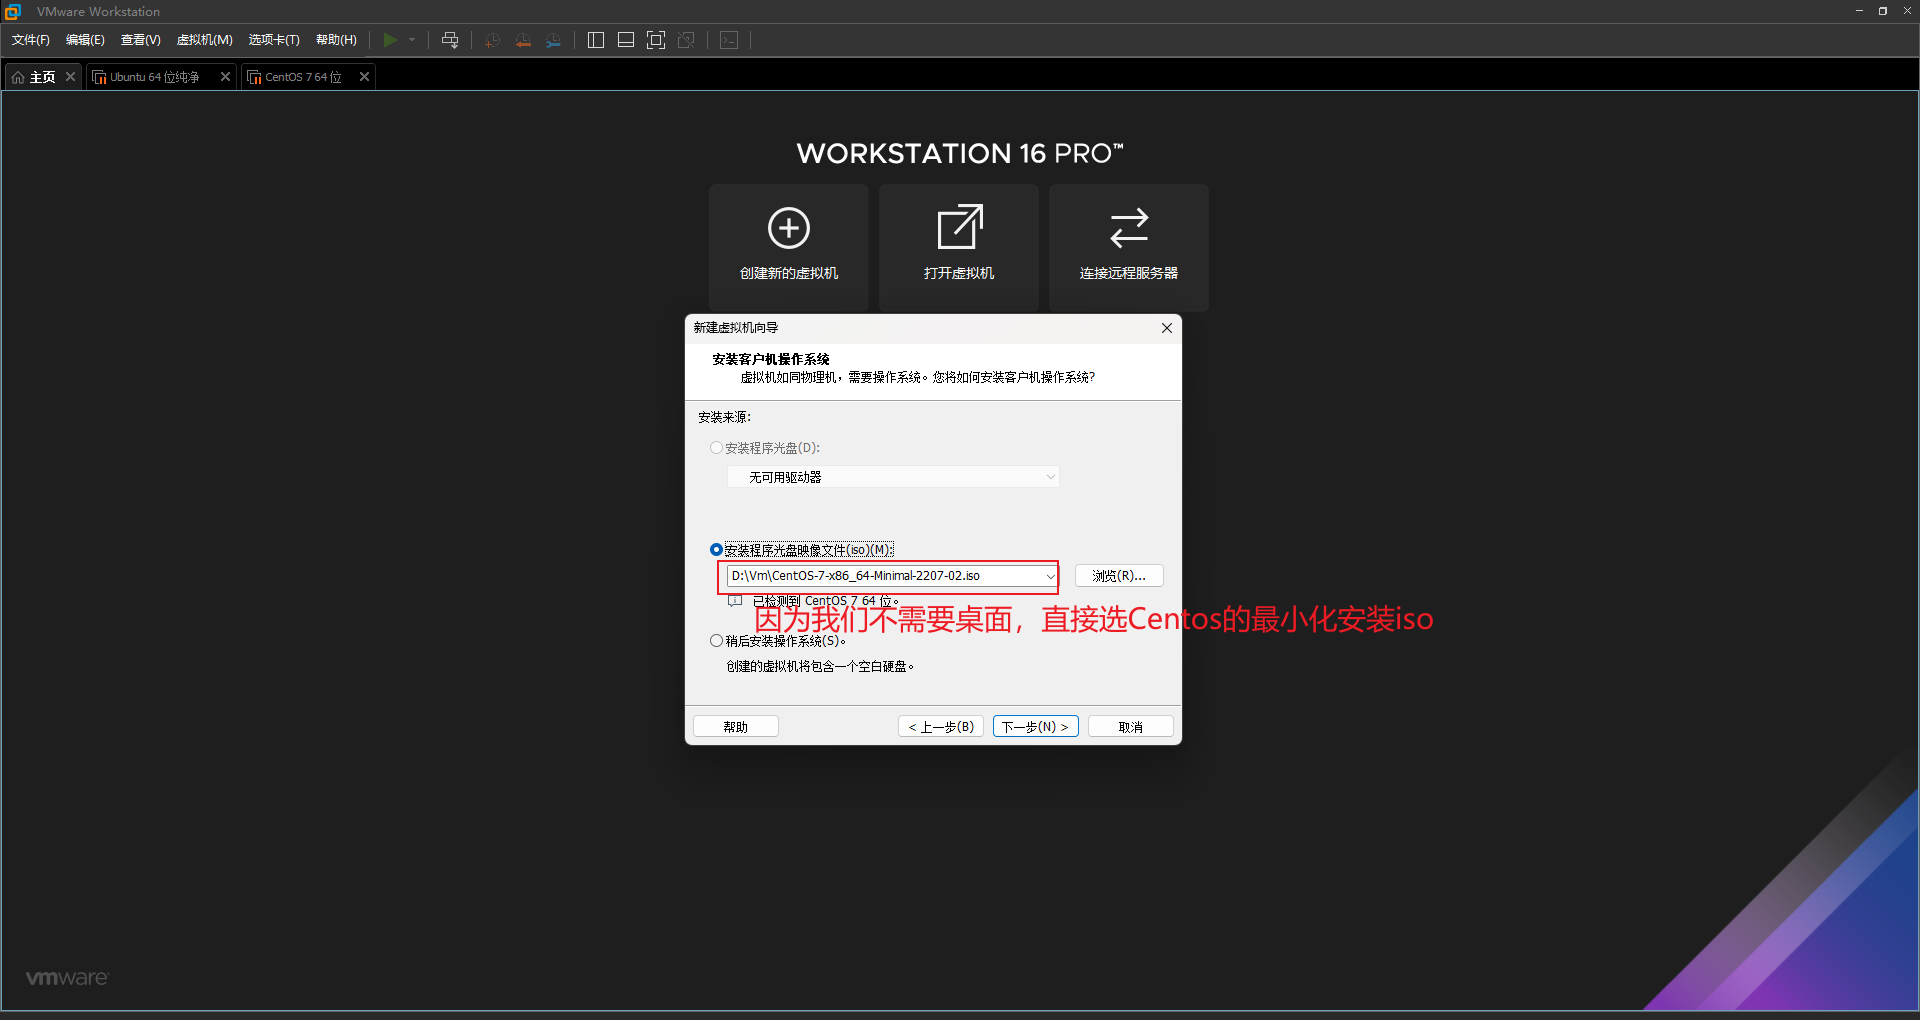 VMware Workstation
文件(F) 编辑(E) 查看(V) 虚拟机(M) 选项卡(T) 帮助(H)
主页 Ubuntu 64 位纯净 CentOS 7 64 位
WORKSTATION 16 PRO™
创建新的虚拟机 打开虚拟机 连接远程服务器
新建虚拟机向导
安装客户机操作系统
虚拟机如同物理机，需要操作系统。您将如何安装客户机操作系统?
安装来源:
安装程序光盘(D):
无可用驱动器
安装程序光盘映像文件(iso)(M):
D:\Vm\CentOS-7-x86_64-Minimal-2207-02.iso 浏览(R)...
已检测到 CentOS 7 64 位。
因为我们不需要桌面，直接选Centos的最小化安装iso
稍后安装操作系统(S)。
创建的虚拟机将包含一个空白硬盘。
帮助 < 上一步(B) 下一步(N) > 取消
vmware